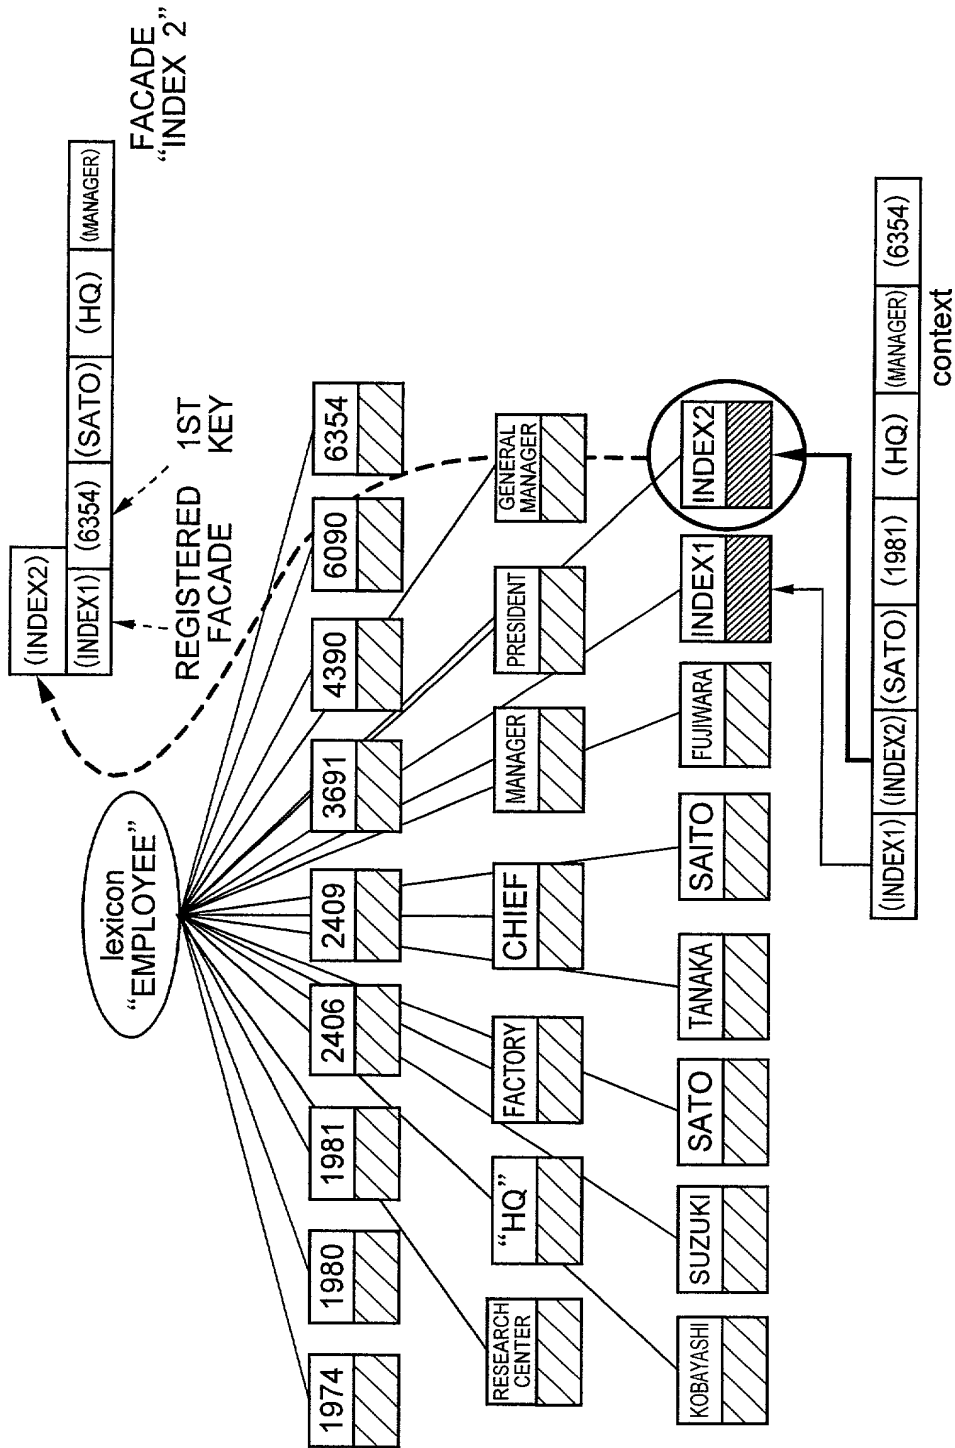 lexicon
“EMPLOYEE”
(INDEX2)
(INDEX1) (6354) (SATO) (HQ) (MANAGER)
REGISTERED
FACADE
1ST
KEY
FACADE
“INDEX 2”
1974 1980 1981 2406 2409 3691 4390 6090 6354
RESEARCH
CENTER
“HQ” FACTORY CHIEF MANAGER PRESIDENT
GENERAL
MANAGER
KOBAYASHI SUZUKI SATO TANAKA SAITO FUJIWARA INDEX1 INDEX2
(INDEX1) (INDEX2) (SATO) (1981) (HQ) (MANAGER) (6354)
context